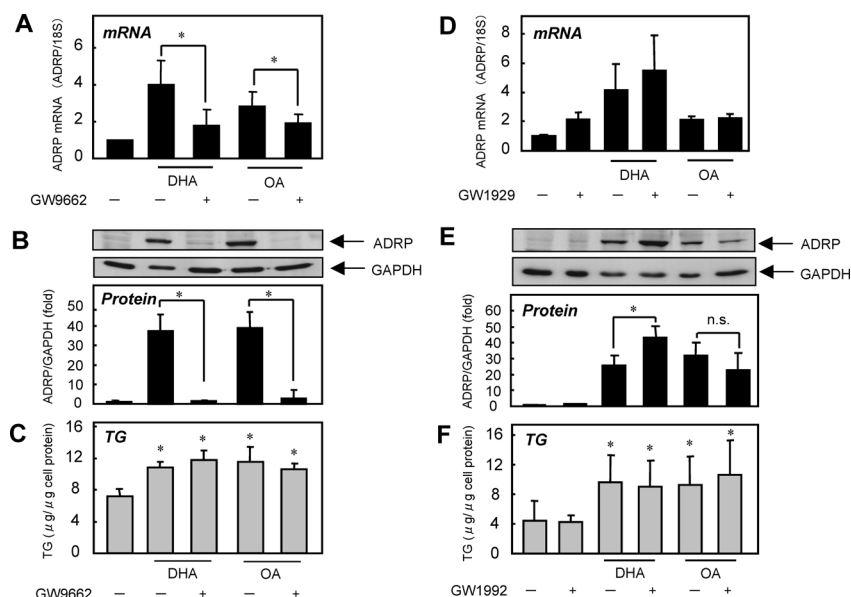 A
mRNA
ADRP mRNA (ADRP/18S)
8
6
4
2
0
* *
DHA OA
GW9662 — — + — +
B
ADRP
GAPDH
Protein
ADRP/GAPDH (fold)
50
40
30
20
10
0
* *
C
TG
TG (μg/μg cell protein)
16
12
8
4
0
* * * *
DHA OA
GW9662 — — + — +
D
mRNA
ADRP mRNA (ADRP/18S)
8
6
4
2
0
DHA OA
GW1929 — + — + — +
E
ADRP
GAPDH
Protein
ADRP/GAPDH (fold)
60
50
40
30
20
10
0
* n.s.
F
TG
TG (μg/μg cell protein)
16
12
8
4
0
* * * *
DHA OA
GW1992 — + — + — +